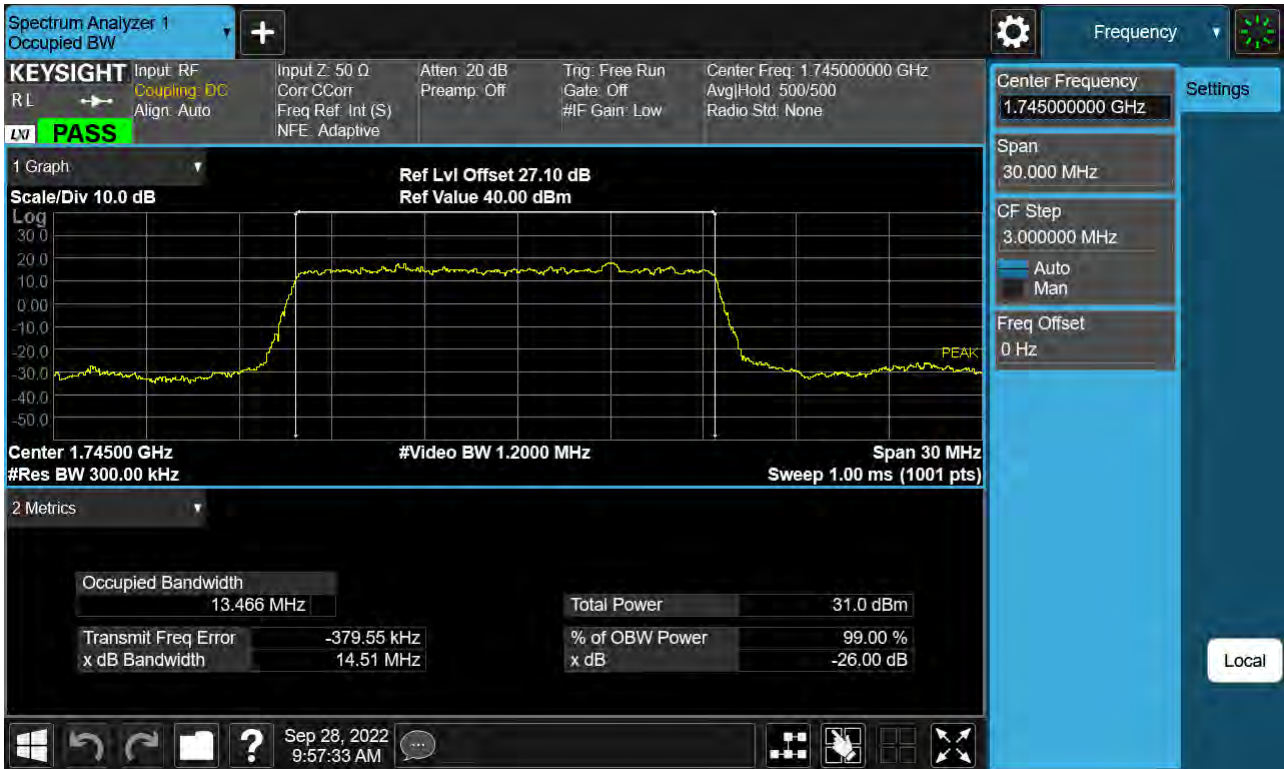 Spectrum Analyzer 1
Occupied BW
+
Frequency
KEYSIGHT
R L
LXI
PASS
Input: RF
Coupling: DC
Align: Auto
Input Z: 50 Ω
Corr CCorr
Freq Ref: Int (S)
NFE: Adaptive
Atten: 20 dB
Preamp: Off
Trig: Free Run
Gate: Off
#IF Gain: Low
Center Freq: 1.745000000 GHz
Avg|Hold: 500/500
Radio Std: None
Center Frequency
1.745000000 GHz
Settings
Span
30.000 MHz
CF Step
3.000000 MHz
Auto
Man
Freq Offset
0 Hz
1 Graph
Scale/Div 10.0 dB
Ref Lvl Offset 27.10 dB
Ref Value 40.00 dBm
Log
30.0
20.0
10.0
0.00
-10.0
-20.0
-30.0
-40.0
-50.0
PEAK
Center 1.74500 GHz
#Video BW 1.2000 MHz
Span 30 MHz
#Res BW 300.00 kHz
Sweep 1.00 ms (1001 pts)
2 Metrics
Occupied Bandwidth
13.466 MHz
Total Power 31.0 dBm
Transmit Freq Error -379.55 kHz
% of OBW Power 99.00 %
x dB Bandwidth 14.51 MHz
x dB -26.00 dB
Local
?
Sep 28, 2022
9:57:33 AM